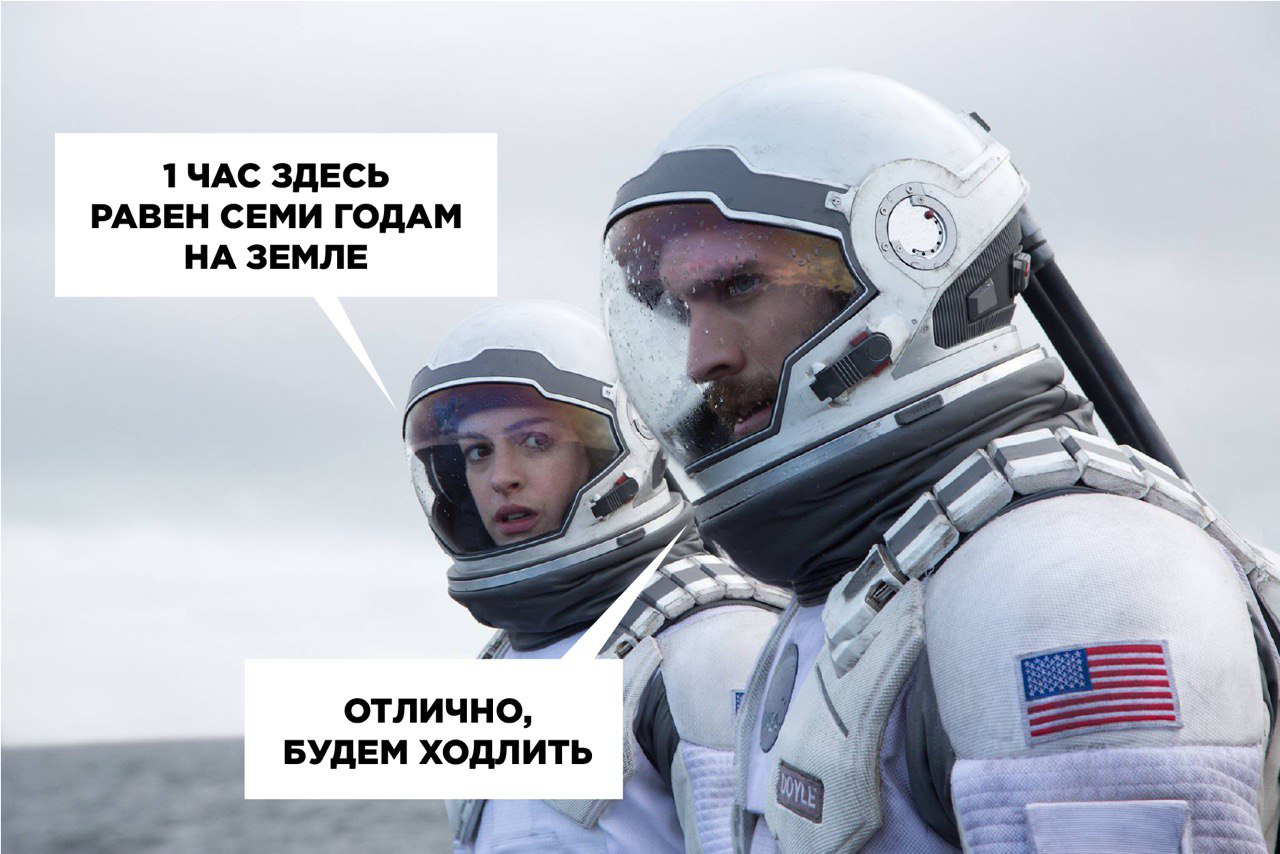 1 ЧАС ЗДЕСЬ
РАВЕН СЕМИ ГОДАМ
НА ЗЕМЛЕ
ОТЛИЧНО,
БУДЕМ ХОДЛИТЬ
DOYLE